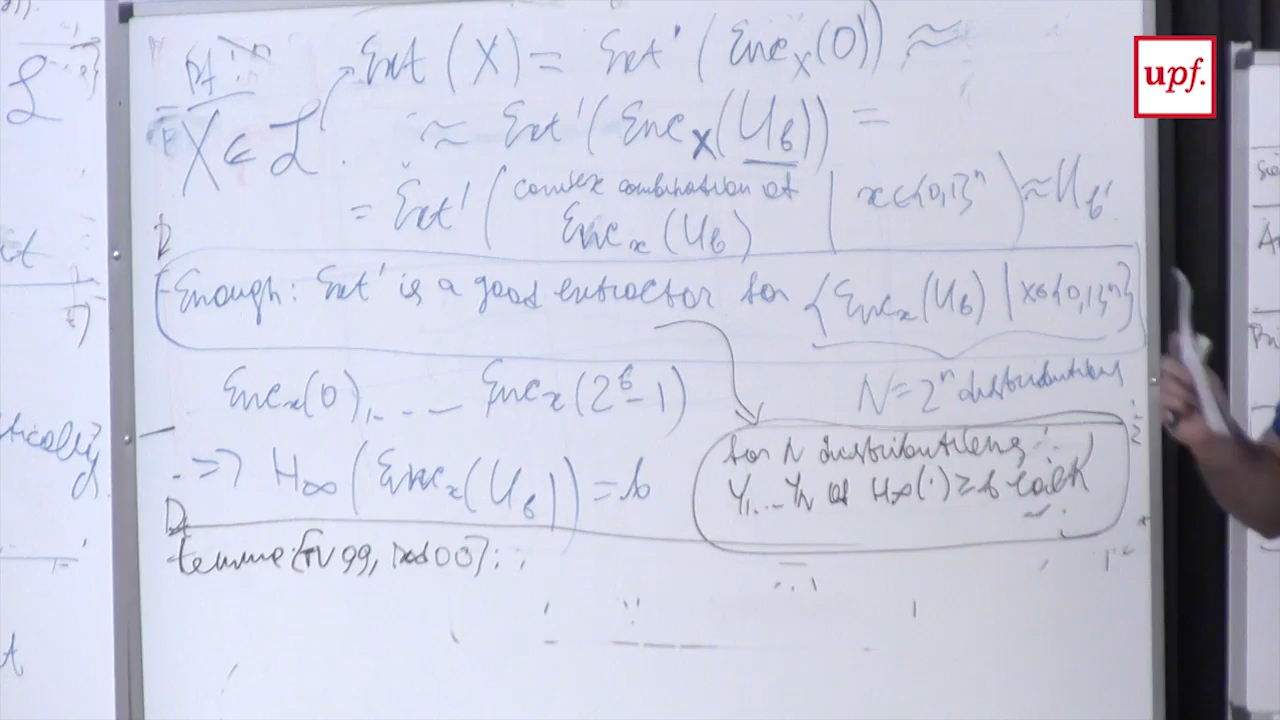 upf.
Pf:
Ext (X) = Ext' (Enc_X(0)) ≈
X ∈ ℒ.
≈ Ext' (Enc_X (U_b)) =
= Ext' ( convex combination of Enc_x (U_b) | x∈{0,1}^n ) ≈ U_b'
Enough: Ext' is a good extractor for {Enc_x(U_b) | x∈{0,1}^n}
Enc_x(0), ... Enc_x(2^b-1)
N = 2^n distributions
=> H_∞ (Enc_x(U_b)) = b
for N distributions
Y_1...Y_N of H_∞(·) ≥ b each
Lemma [TV99, Dod00]: